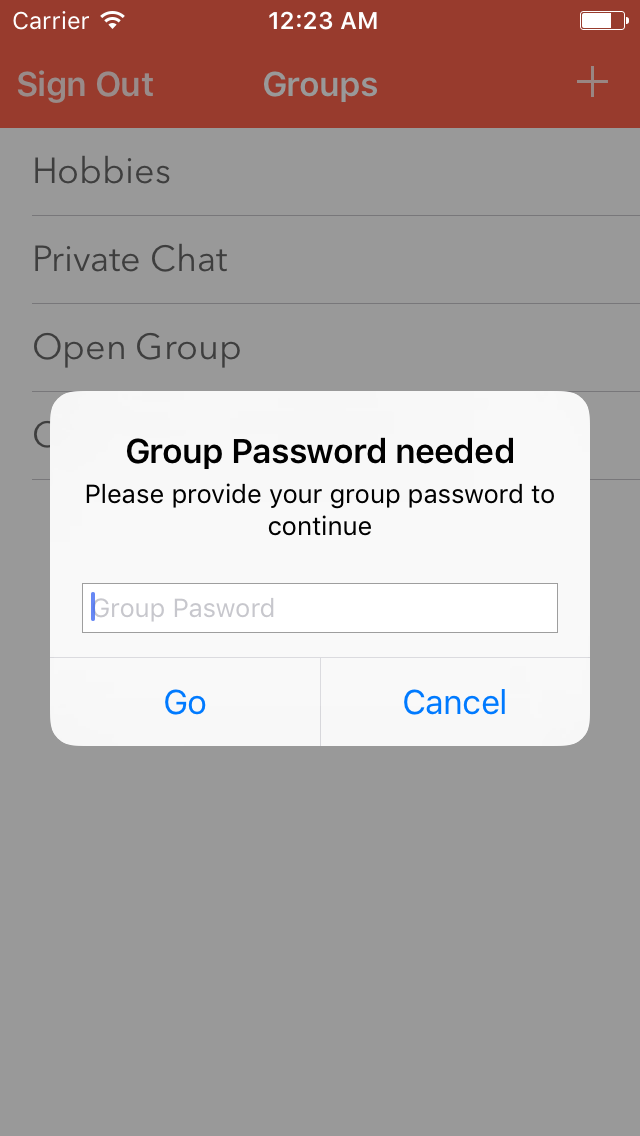 Carrier 12:23 AM
Sign Out Groups +
Hobbies
Private Chat
Open Group
Group Password needed
Please provide your group password to
continue
Group Pasword
Go Cancel